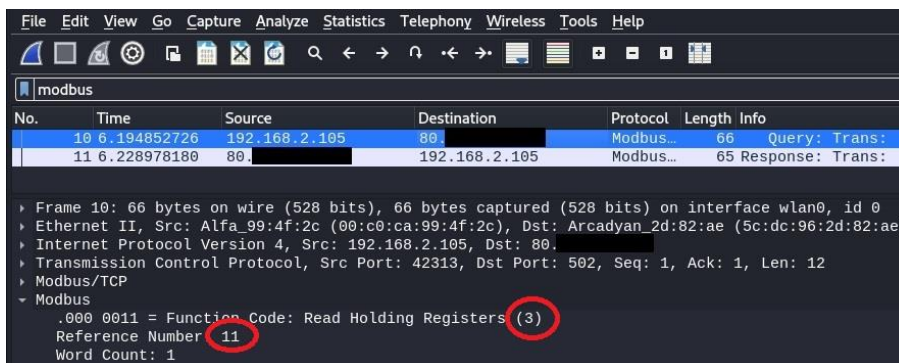 File Edit View Go Capture Analyze Statistics Telephony Wireless Tools Help
modbus
No. Time Source Destination Protocol Length Info
10 6.194852726 192.168.2.105 80. Modbus… 66 Query: Trans:
11 6.228978180 80. 192.168.2.105 Modbus… 65 Response: Trans:
Frame 10: 66 bytes on wire (528 bits), 66 bytes captured (528 bits) on interface wlan0, id 0
Ethernet II, Src: Alfa_99:4f:2c (00:c0:ca:99:4f:2c), Dst: Arcadyan_2d:82:ae (5c:dc:96:2d:82:ae
Internet Protocol Version 4, Src: 192.168.2.105, Dst: 80.
Transmission Control Protocol, Src Port: 42313, Dst Port: 502, Seq: 1, Ack: 1, Len: 12
Modbus/TCP
Modbus
.000 0011 = Function Code: Read Holding Registers (3)
Reference Number: 11
Word Count: 1